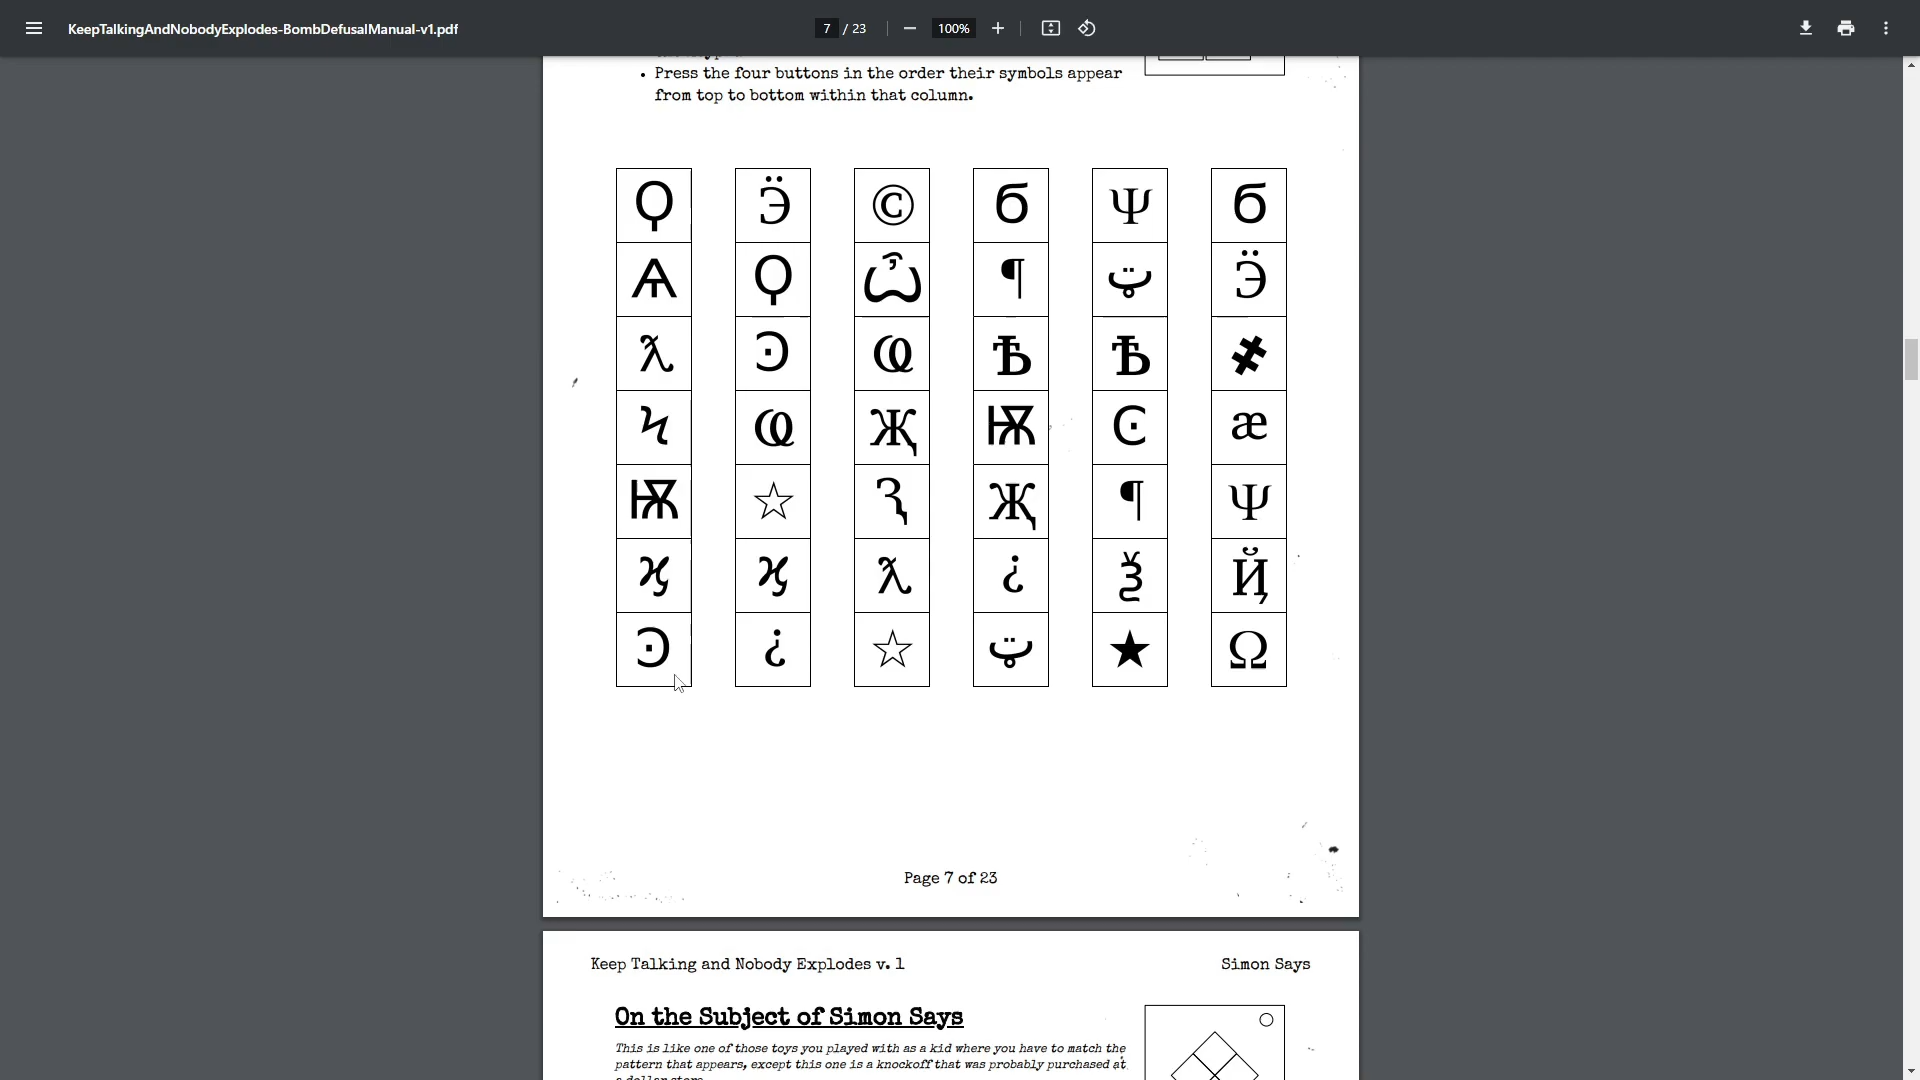 KeepTalkingAndNobodyExplodes-BombDefusalManual-v1.pdf
7 / 23
100%
• Press the four buttons in the order their symbols appear
from top to bottom within that column.
Ϙ Ӭ © Ϭ Ψ Ϭ
Ѧ Ϙ Ѽ ¶ ټ Ӭ
ƛ Ͽ Ҩ Ѣ Ѣ ҂
Ϟ Ҩ Җ Ѭ Ͼ æ
Ѭ ☆ Ԇ Җ ¶ Ψ
ϗ ϗ ƛ ¿ Ѯ Ҋ
Ͽ ¿ ☆ ټ ★ Ω
Page 7 of 23
Keep Talking and Nobody Explodes v. 1
Simon Says
On the Subject of Simon Says
This is like one of those toys you played with as a kid where you have to match the
pattern that appears, except this one is a knockoff that was probably purchased at
a dollar store.